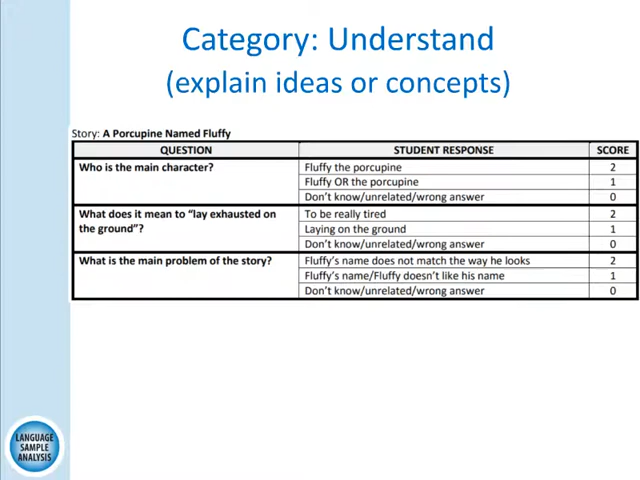 Category: Understand
(explain ideas or concepts)
Story: A Porcupine Named Fluffy
QUESTION STUDENT RESPONSE SCORE
Who is the main character? Fluffy the porcupine 2
Fluffy OR the porcupine 1
Don't know/unrelated/wrong answer 0
What does it mean to "lay exhausted on To be really tired 2
the ground"? Laying on the ground 1
Don't know/unrelated/wrong answer 0
What is the main problem of the story? Fluffy's name does not match the way he looks 2
Fluffy's name/Fluffy doesn't like his name 1
Don't know/unrelated/wrong answer 0
LANGUAGE
SAMPLE
ANALYSIS